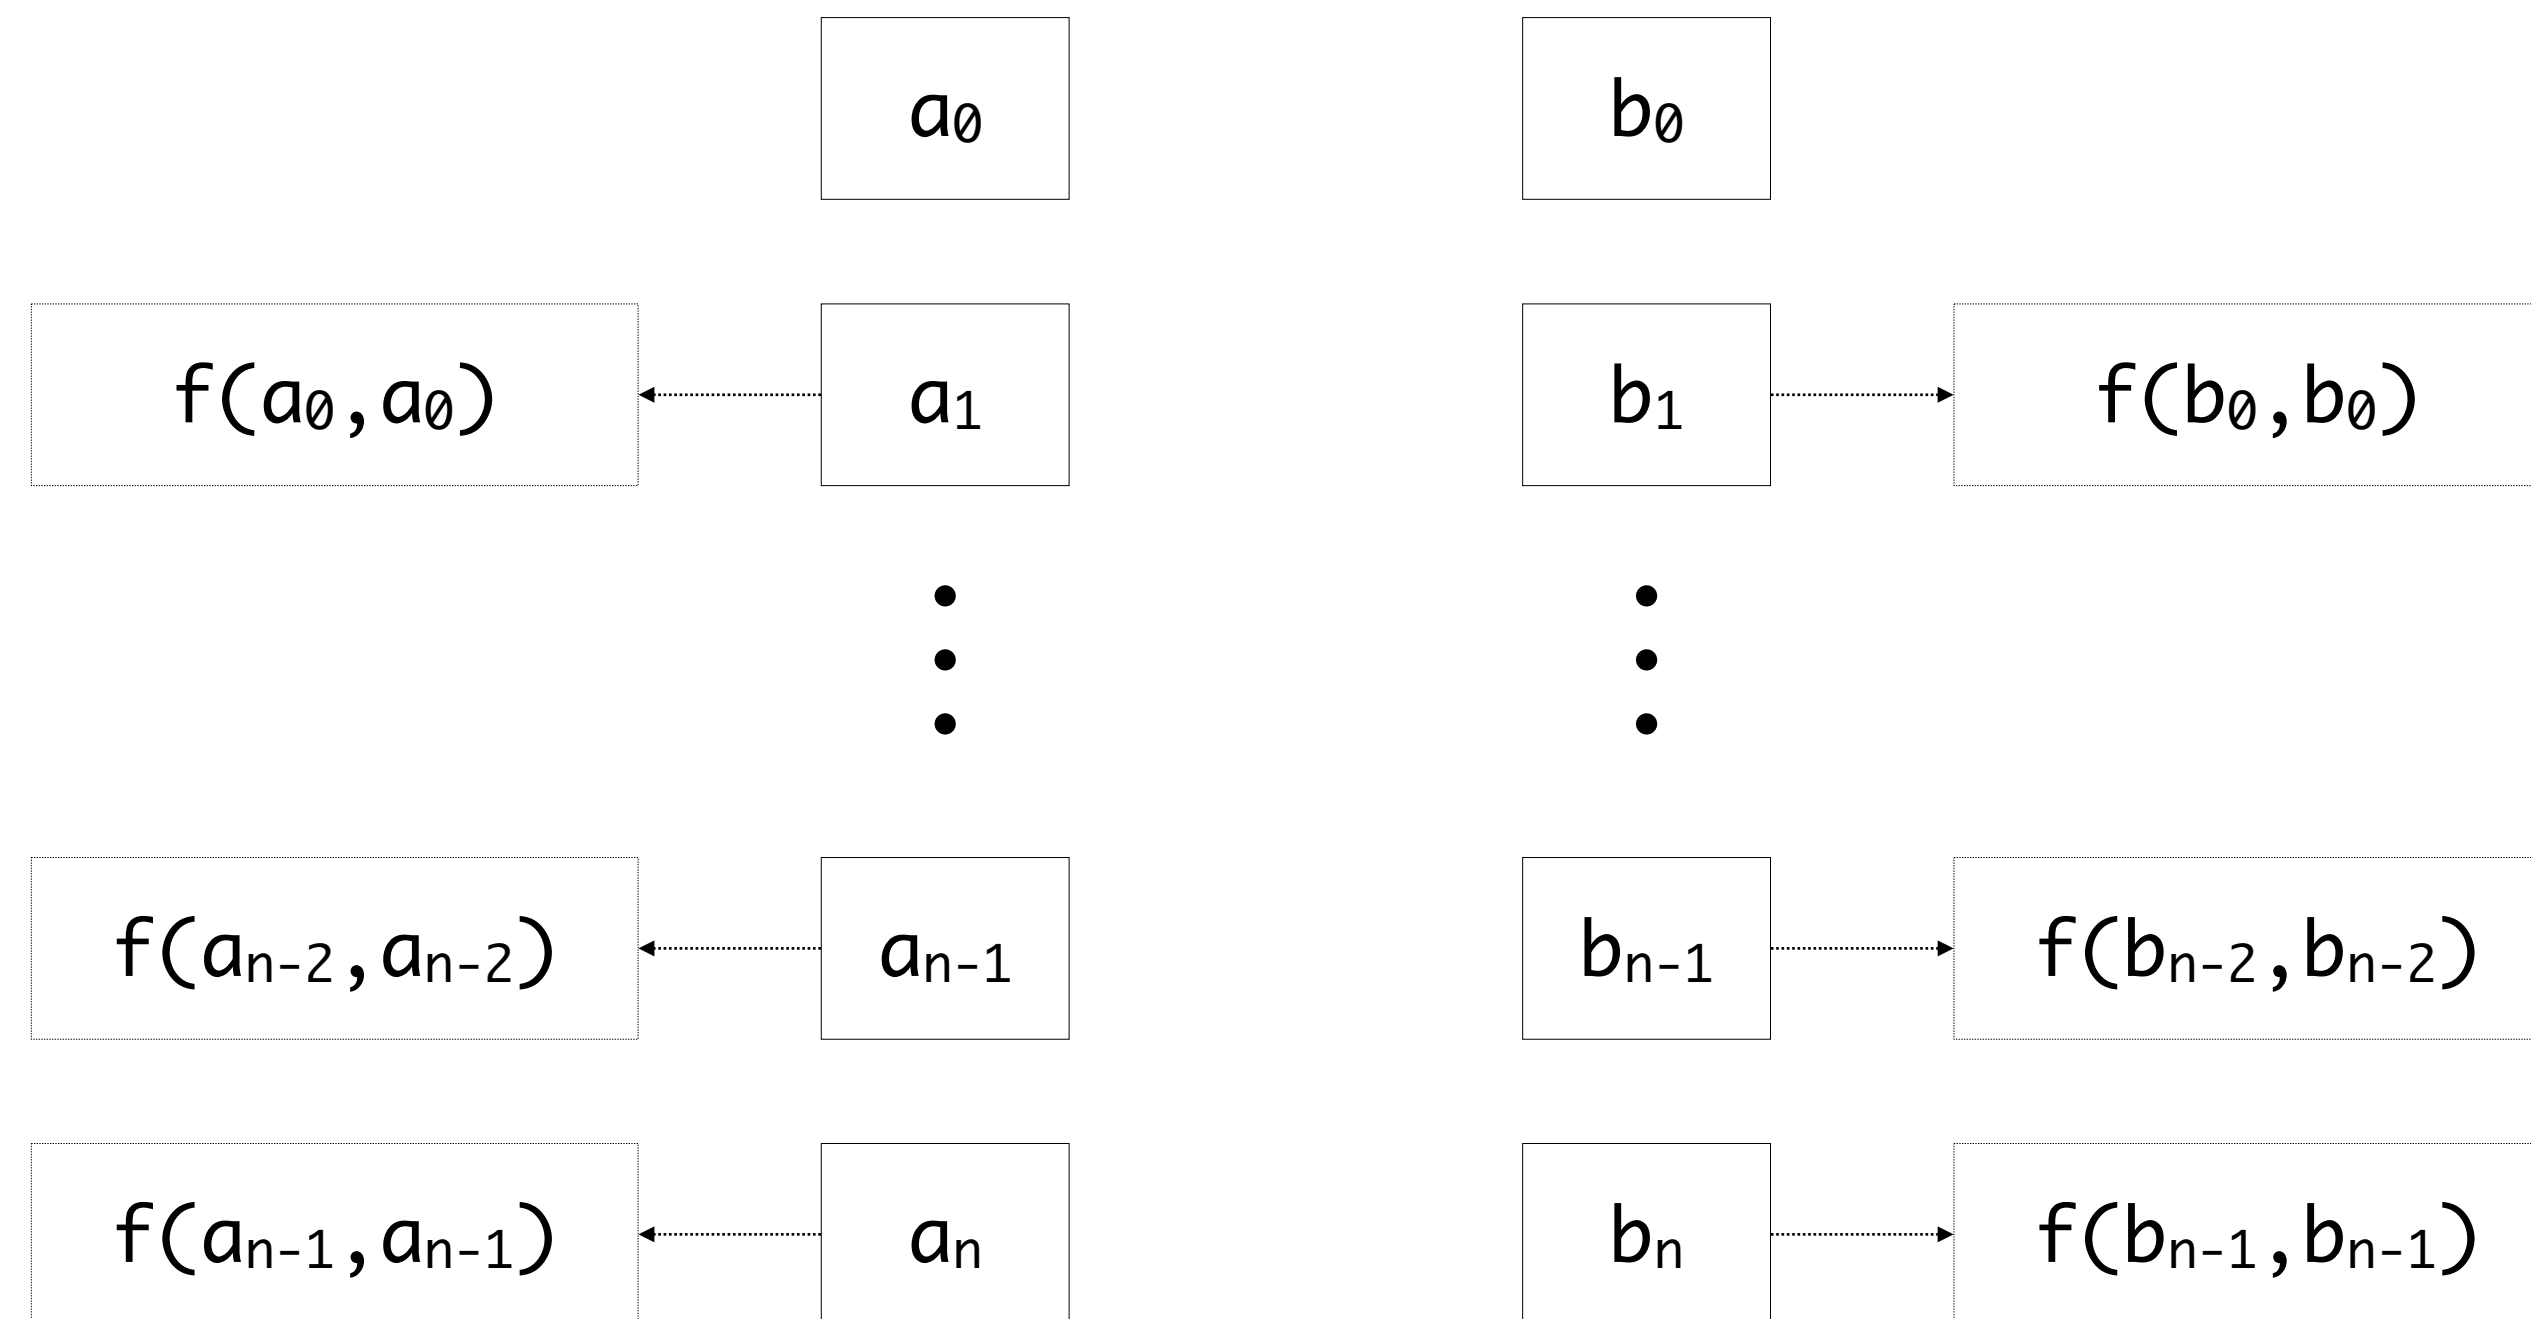 a₀ b₀
f(a₀,a₀) a₁ b₁ f(b₀,b₀)
f(aₙ₋₂,aₙ₋₂) aₙ₋₁ bₙ₋₁ f(bₙ₋₂,bₙ₋₂)
f(aₙ₋₁,aₙ₋₁) aₙ bₙ f(bₙ₋₁,bₙ₋₁)